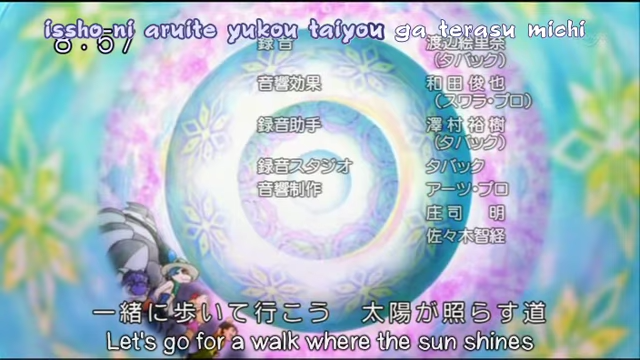 issho ni aruite yukou taiyou ga terasu michi
8:57
録音 渡辺絵里奈
(タバック)
音響効果 和田俊也
(スワラ・プロ)
録音助手 澤村裕樹
(タバック)
録音スタジオ タバック
音響制作 アーツ・プロ
庄司 明
佐々木智経
一緒に歩いて行こう 太陽が照らす道
Let's go for a walk where the sun shines